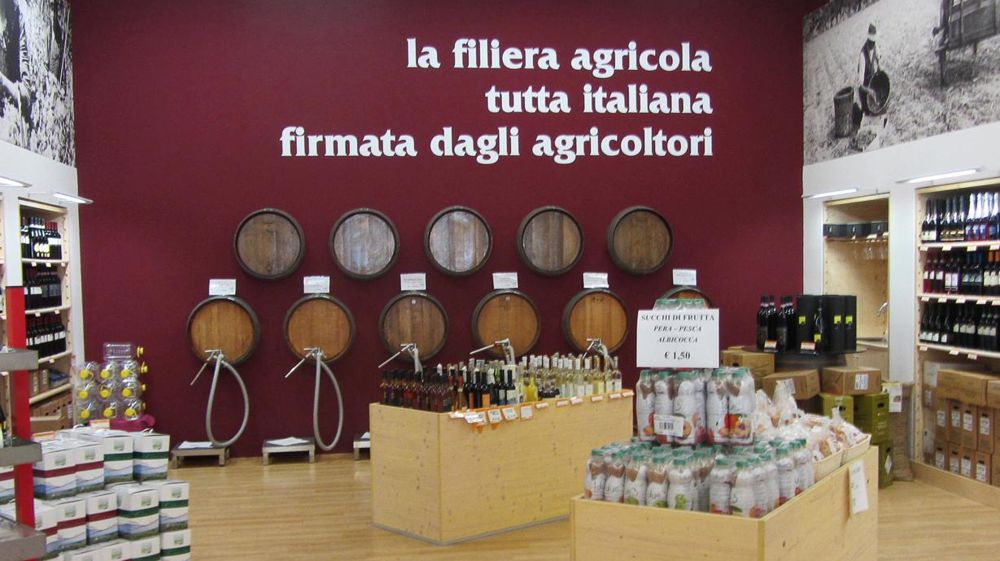 la filiera agricola
tutta italiana
firmata dagli agricoltori
SUCCHI DI FRUTTA
PERA - PESCA
ALBICOCCA
€ 1,50